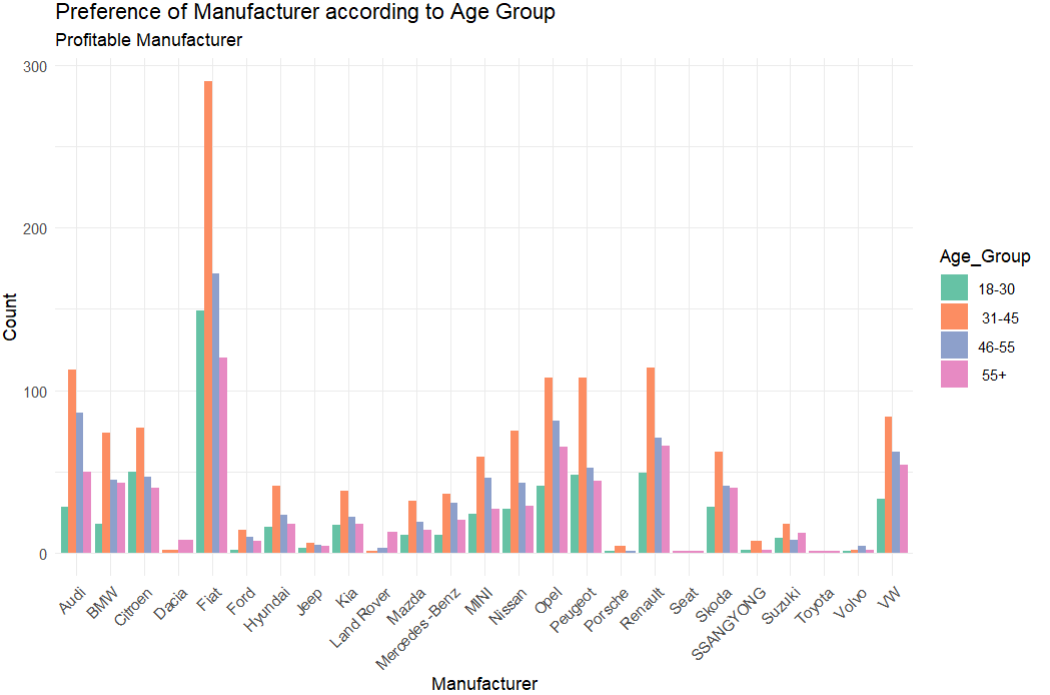 Preference of Manufacturer according to Age Group
Profitable Manufacturer
300
200
100
0
Count
Audi
BMW
Citroen
Dacia
Fiat
Ford
Hyundai
Jeep
Kia
Land Rover
Mazda
Mercedes -Benz
MINI
Nissan
Opel
Peugeot
Porsche
Renault
Seat
Skoda
SSANGYONG
Suzuki
Toyota
Volvo
VW
Manufacturer
Age_Group
18-30
31-45
46-55
55+